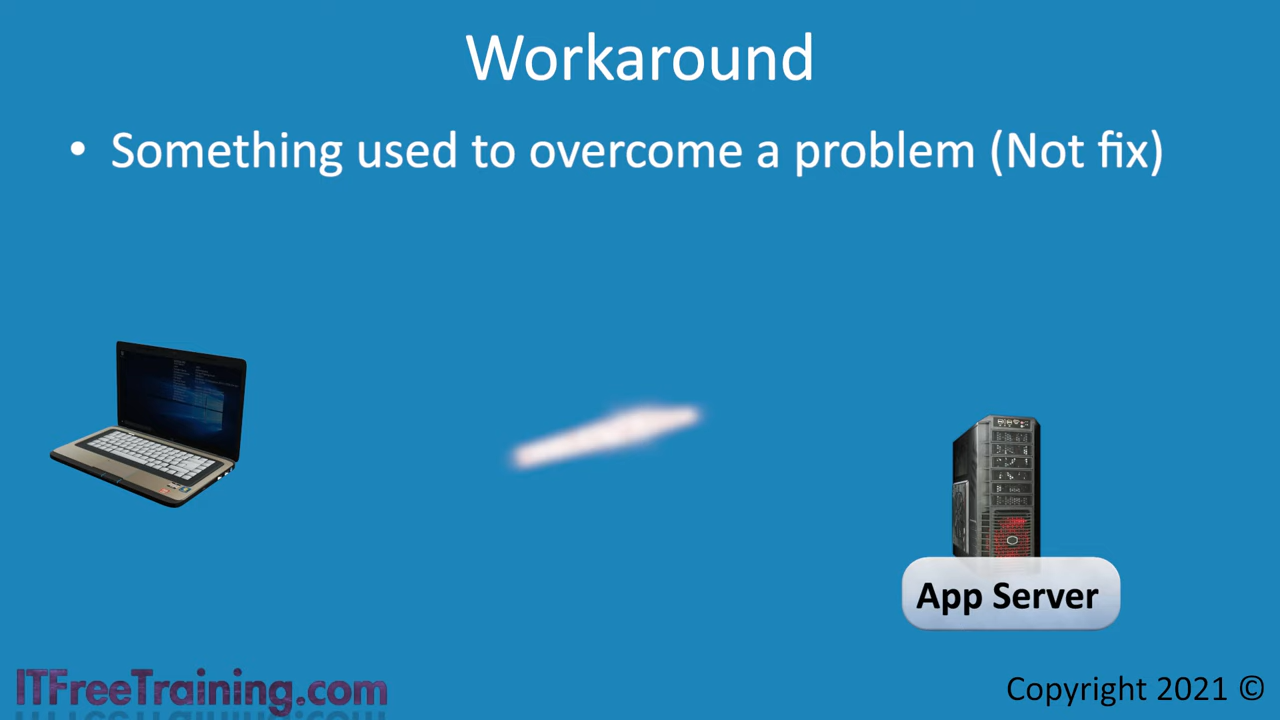 Workaround
• Something used to overcome a problem (Not fix)
App Server
ITFreeTraining.com
Copyright 2021 ©